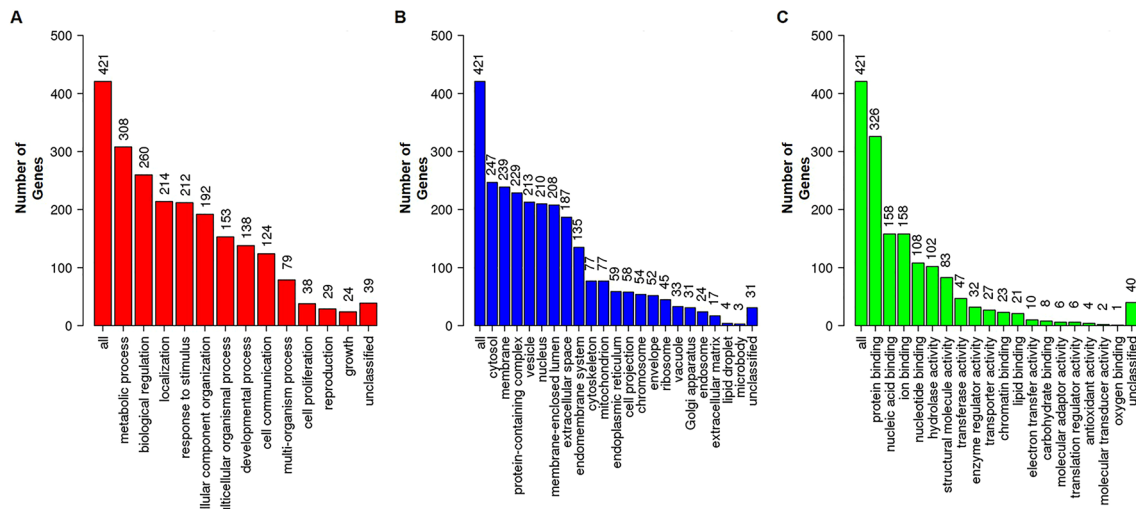 A
B
C
Number of
Genes
500
400
300
200
100
0
421
308
260
214
212
192
153
138
124
79
38
29
24
39
all
metabolic process
biological regulation
localization
response to stimulus
llular component organization
ulticellular organismal process
developmental process
cell communication
multi-organism process
cell proliferation
reproduction
growth
unclassified
Number of
Genes
500
400
300
200
100
0
421
247
239
229
213
210
208
187
135
77
77
59
58
54
52
45
33
31
24
17
4
3
31
all
cytosol
membrane
protein-containing complex
vesicle
nucleus
membrane-enclosed lumen
extracellular space
endomembrane system
cytoskeleton
mitochondrion
endoplasmic reticulum
cell projection
chromosome
envelope
ribosome
vacuole
Golgi apparatus
endosome
extracellular matrix
lipid droplet
microbody
unclassified
Number of
Genes
500
400
300
200
100
0
421
326
158
158
108
102
83
47
32
27
23
21
10
8
6
6
4
2
1
40
all
protein binding
nucleic acid binding
ion binding
nucleotide binding
hydrolase activity
structural molecule activity
transferase activity
enzyme regulator activity
transporter activity
chromatin binding
lipid binding
electron transfer activity
carbohydrate binding
molecular adaptor activity
translation regulator activity
antioxidant activity
molecular transducer activity
oxygen binding
unclassified